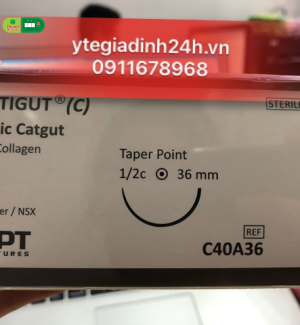 ytegiadinh24h.vn
0911678968
TIGUT®(C)
STERIL
ic Catgut
Collagen
Taper Point
1/2c 36 mm
er / NSX
REF
PT
C40A36
URES